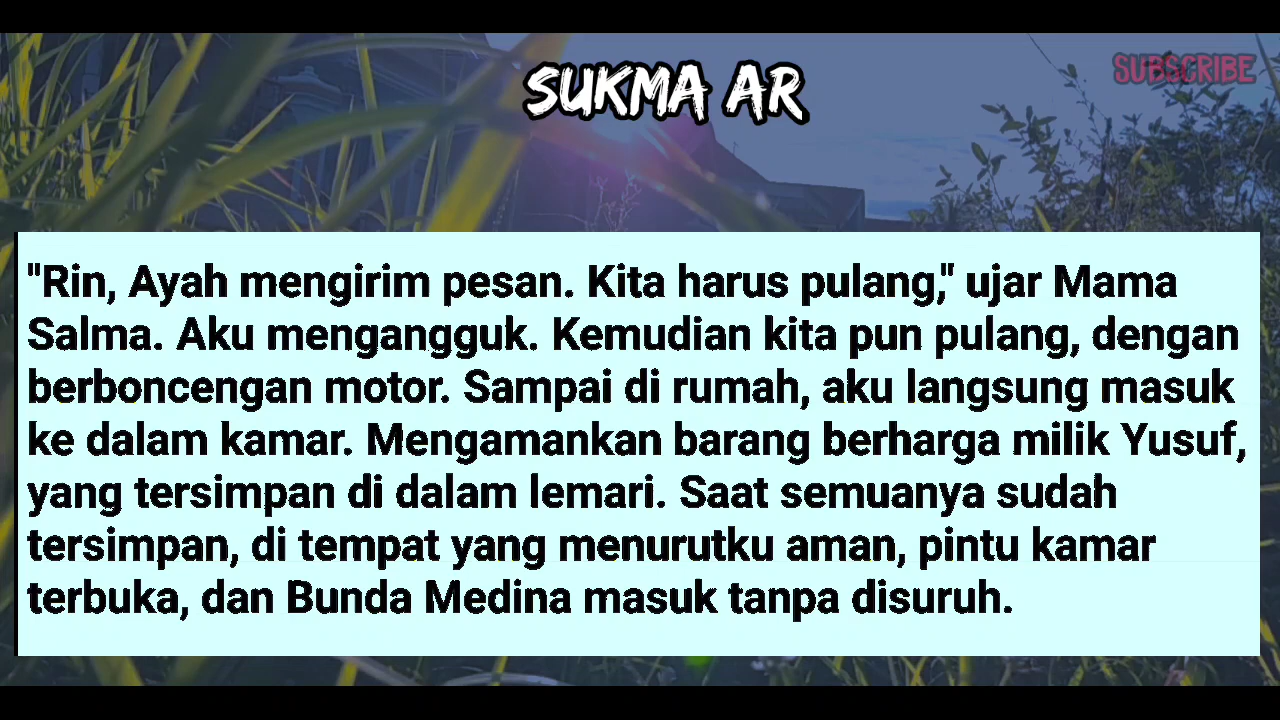 SUKMA AR
SUBSCRIBE
"Rin, Ayah mengirim pesan. Kita harus pulang," ujar Mama
Salma. Aku mengangguk. Kemudian kita pun pulang, dengan
berboncengan motor. Sampai di rumah, aku langsung masuk
ke dalam kamar. Mengamankan barang berharga milik Yusuf,
yang tersimpan di dalam lemari. Saat semuanya sudah
tersimpan, di tempat yang menurutku aman, pintu kamar
terbuka, dan Bunda Medina masuk tanpa disuruh.